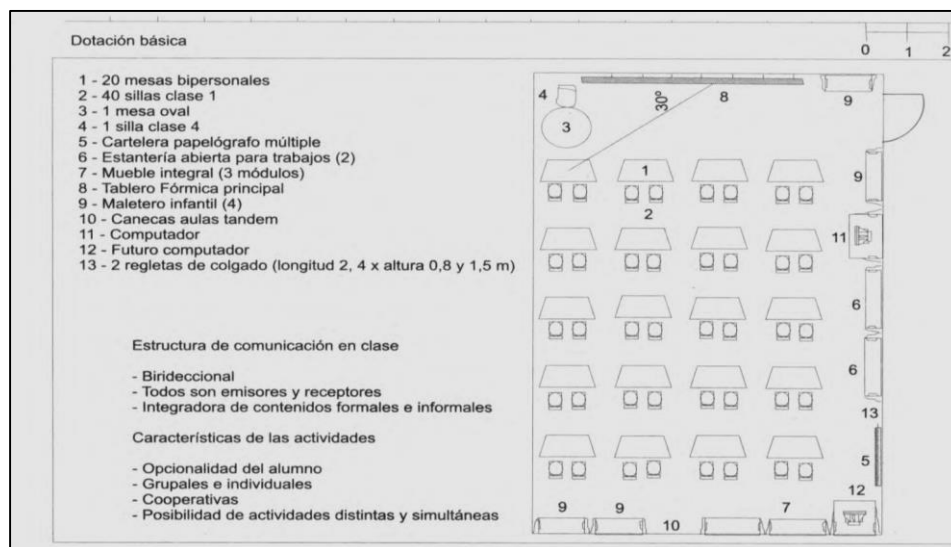 Dotación básica
0 1 2
1 - 20 mesas bipersonales
2 - 40 sillas clase 1
3 - 1 mesa oval
4 - 1 silla clase 4
5 - Cartelera papelógrafo múltiple
6 - Estantería abierta para trabajos (2)
7 - Mueble integral (3 módulos)
8 - Tablero Fórmica principal
9 - Maletero infantil (4)
10 - Canecas aulas tandem
11 - Computador
12 - Futuro computador
13 - 2 regletas de colgado (longitud 2, 4 x altura 0,8 y 1,5 m)
Estructura de comunicación en clase
- Birideccional
- Todos son emisores y receptores
- Integradora de contenidos formales e informales
Características de las actividades
- Opcionalidad del alumno
- Grupales e individuales
- Cooperativas
- Posibilidad de actividades distintas y simultáneas
4
30º
8
9
3
1
9
2
11
6
6
13
5
12
9
9
10
7